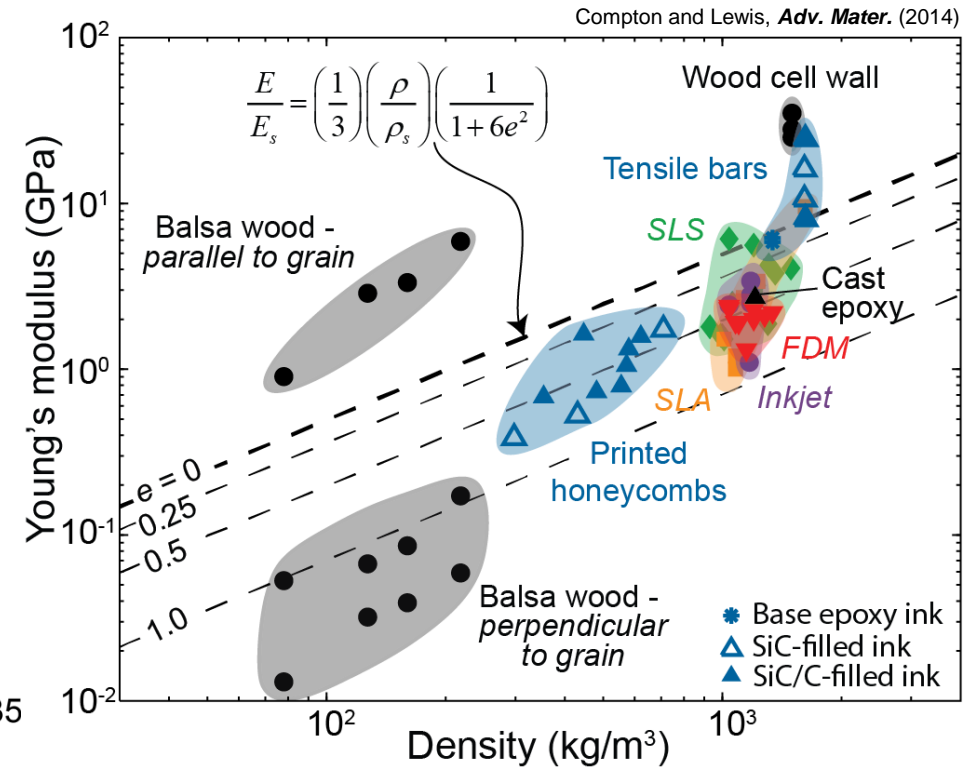 Compton and Lewis, Adv. Mater. (2014)
10²
10¹
10⁰
10⁻¹
10⁻²
Young's modulus (GPa)
E/Eₛ = (1/3)(ρ/ρₛ)(1/(1+6e²))
Wood cell wall
Tensile bars
Balsa wood -
parallel to grain
SLS
Cast
epoxy
FDM
SLA
Inkjet
Printed
honeycombs
e = 0
0.25
0.5
1.0
Balsa wood -
perpendicular
to grain
Base epoxy ink
SiC-filled ink
SiC/C-filled ink
35
10²
10³
Density (kg/m³)